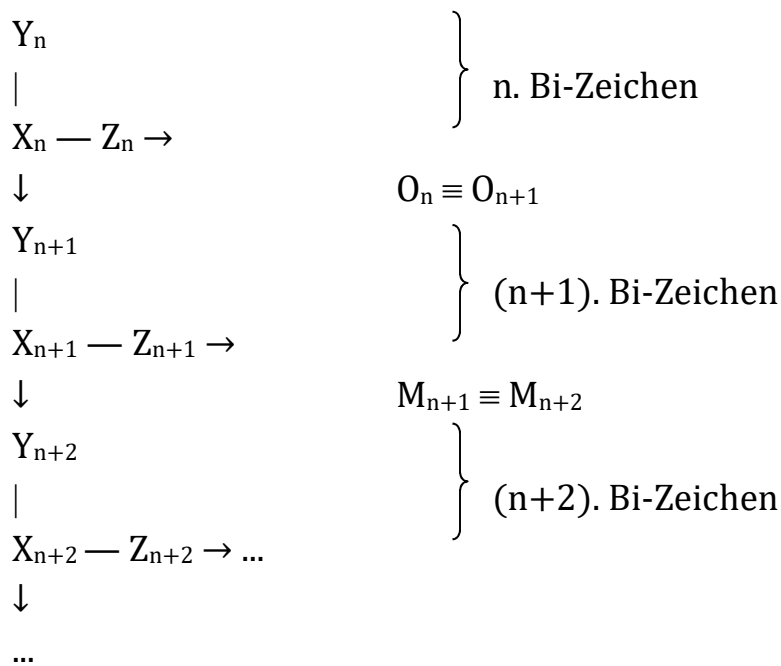 Yₙ
|
n. Bi-Zeichen
Xₙ — Zₙ →
↓ Oₙ ≡ Oₙ₊₁
Yₙ₊₁
|
(n+1). Bi-Zeichen
Xₙ₊₁ — Zₙ₊₁ →
↓ Mₙ₊₁ ≡ Mₙ₊₂
Yₙ₊₂
|
(n+2). Bi-Zeichen
Xₙ₊₂ — Zₙ₊₂ → ...
↓
...